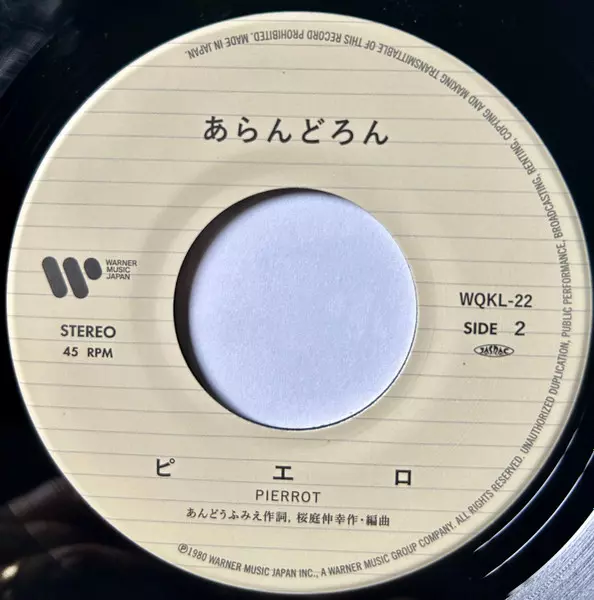 あらんどろん
WARNER
MUSIC
JAPAN
STEREO
45 RPM
WQKL-22
SIDE 2
JASRAC
ピエロ
PIERROT
あんどうふみえ作詞, 桜庭伸幸作・編曲
Ⓟ1980 WARNER MUSIC JAPAN INC., A WARNER MUSIC GROUP COMPANY. ALL RIGHTS RESERVED. UNAUTHORIZED DUPLICATION, PUBLIC PERFORMANCE, BROADCASTING, RENTING, COPYING AND MAKING TRANSMITTABLE OF THIS RECORD PROHIBITED. MADE IN JAPAN.